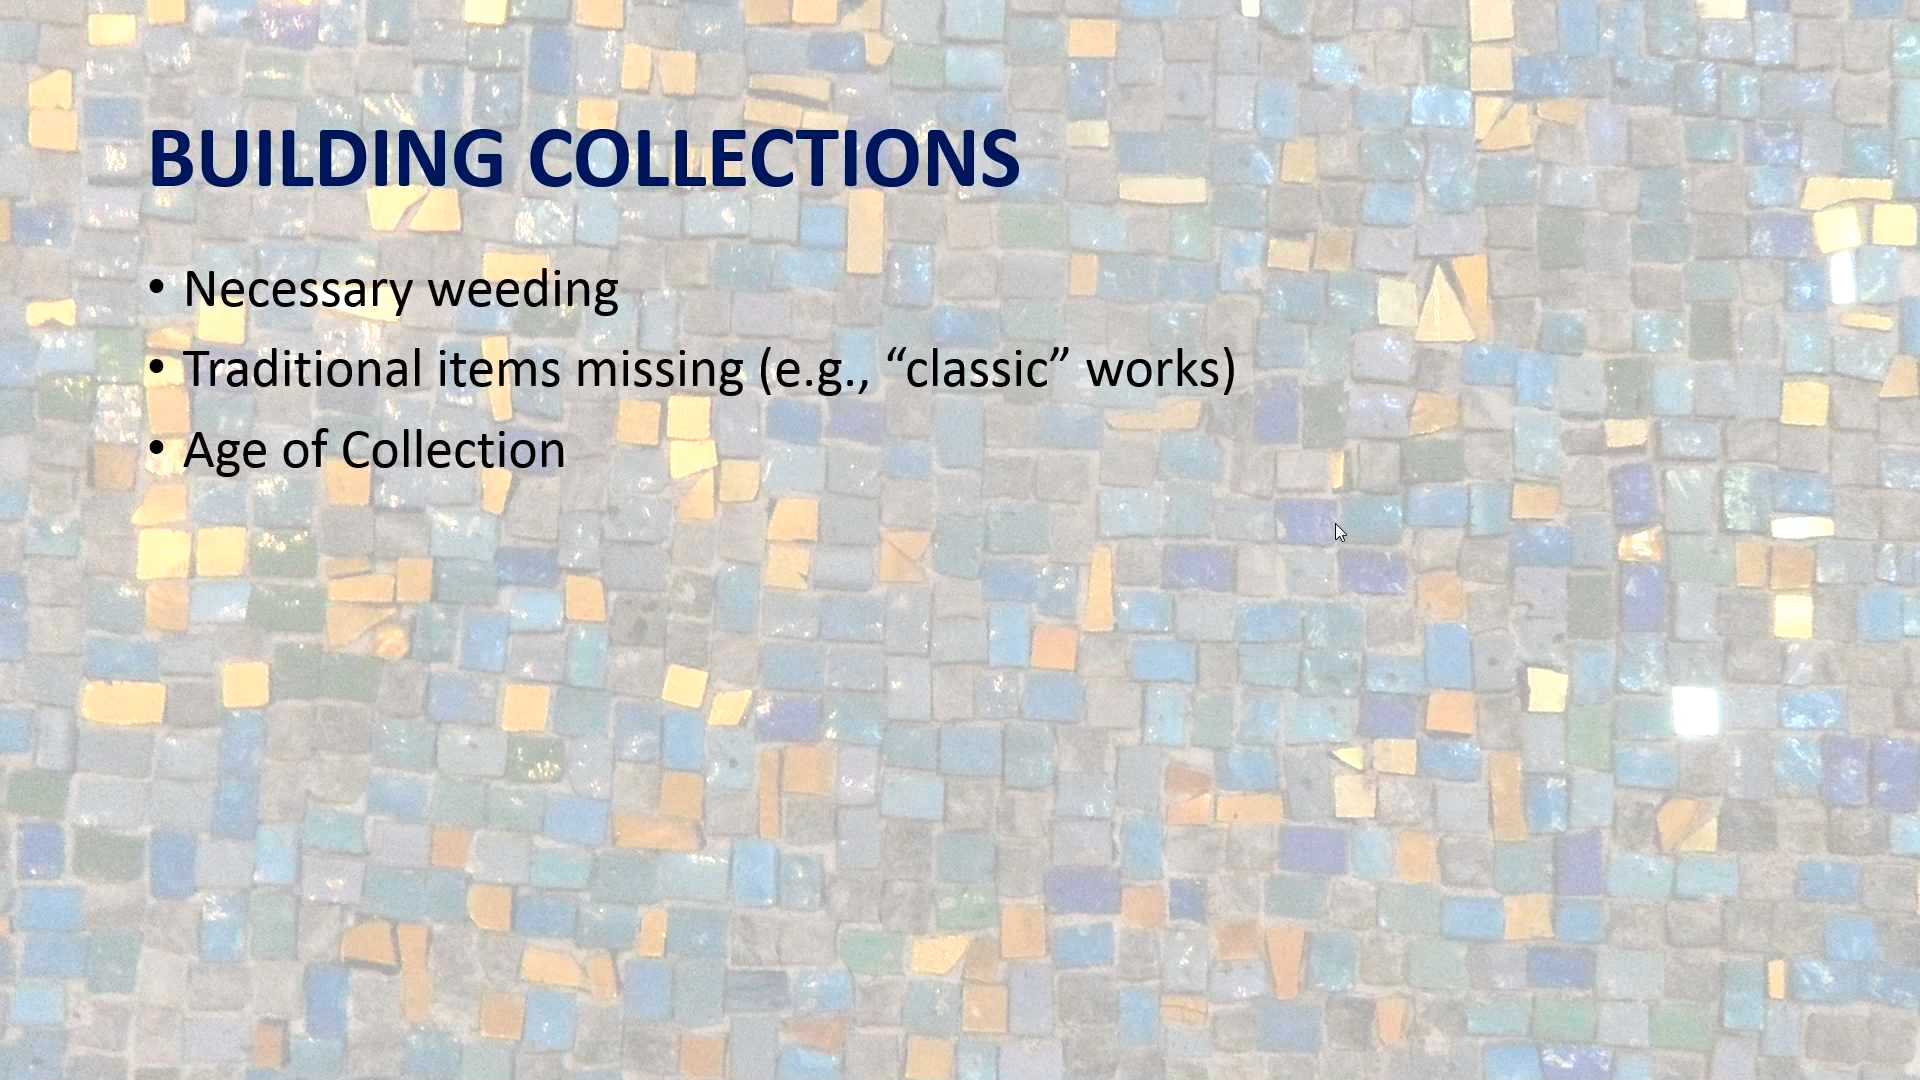 BUILDING COLLECTIONS
• Necessary weeding
• Traditional items missing (e.g., “classic” works)
• Age of Collection